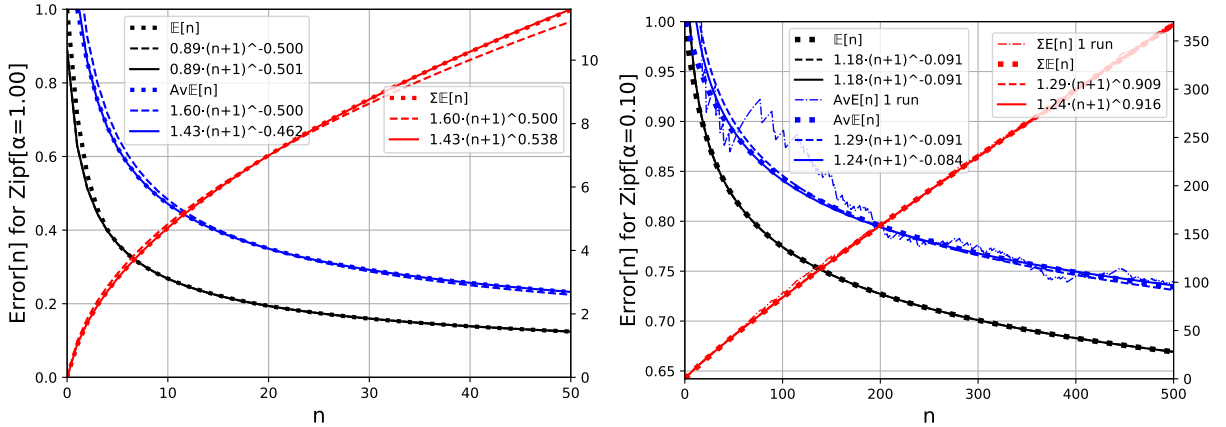 Error[n] for Zipf[α=1.00]
1.0
0.8
0.6
0.4
0.2
0.0
𝔼[n]
0.89·(n+1)^-0.500
0.89·(n+1)^-0.501
Av𝔼[n]
1.60·(n+1)^-0.500
1.43·(n+1)^-0.462
Σ𝔼[n]
1.60·(n+1)^0.500
1.43·(n+1)^0.538
10
8
6
4
2
0
0 10 20 30 40 50
n
Error[n] for Zipf[α=0.10]
1.00
0.95
0.90
0.85
0.80
0.75
0.70
0.65
𝔼[n]
1.18·(n+1)^-0.091
1.18·(n+1)^-0.091
AvE[n] 1 run
Av𝔼[n]
1.29·(n+1)^-0.091
1.24·(n+1)^-0.084
ΣE[n] 1 run
Σ𝔼[n]
1.29·(n+1)^0.909
1.24·(n+1)^0.916
350
300
250
200
150
100
50
0
0 100 200 300 400 500
n